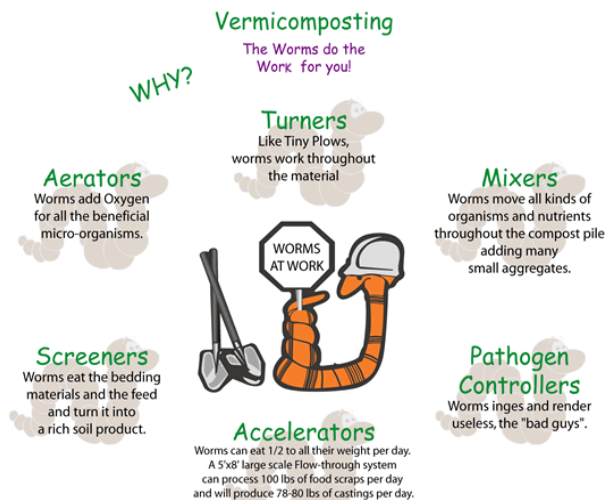 Vermicomposting
The Worms do the
Work for you!
WHY?
Turners
Like Tiny Plows,
worms work throughout
the material
Aerators
Worms add Oxygen
for all the beneficial
micro-organisms.
Mixers
Worms move all kinds of
organisms and nutrients
throughout the compost pile
adding many
small aggregates.
WORMS
AT WORK
Screeners
Worms eat the bedding
materials and the feed
and turn it into
a rich soil product.
Pathogen
Controllers
Worms inges and render
useless, the "bad guys".
Accelerators
Worms can eat 1/2 to all their weight per day.
A 5'x8' large scale Flow-through system
can process 100 lbs of food scraps per day
and will produce 78-80 lbs of castings per day.